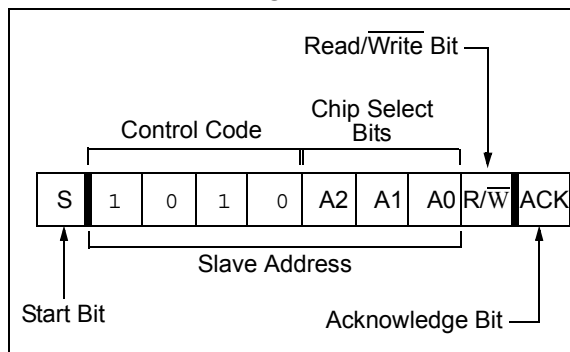 Read/Write Bit
Chip Select
Control Code Bits
S 1 0 1 0 A2 A1 A0 R/W ACK
Slave Address
Start Bit
Acknowledge Bit